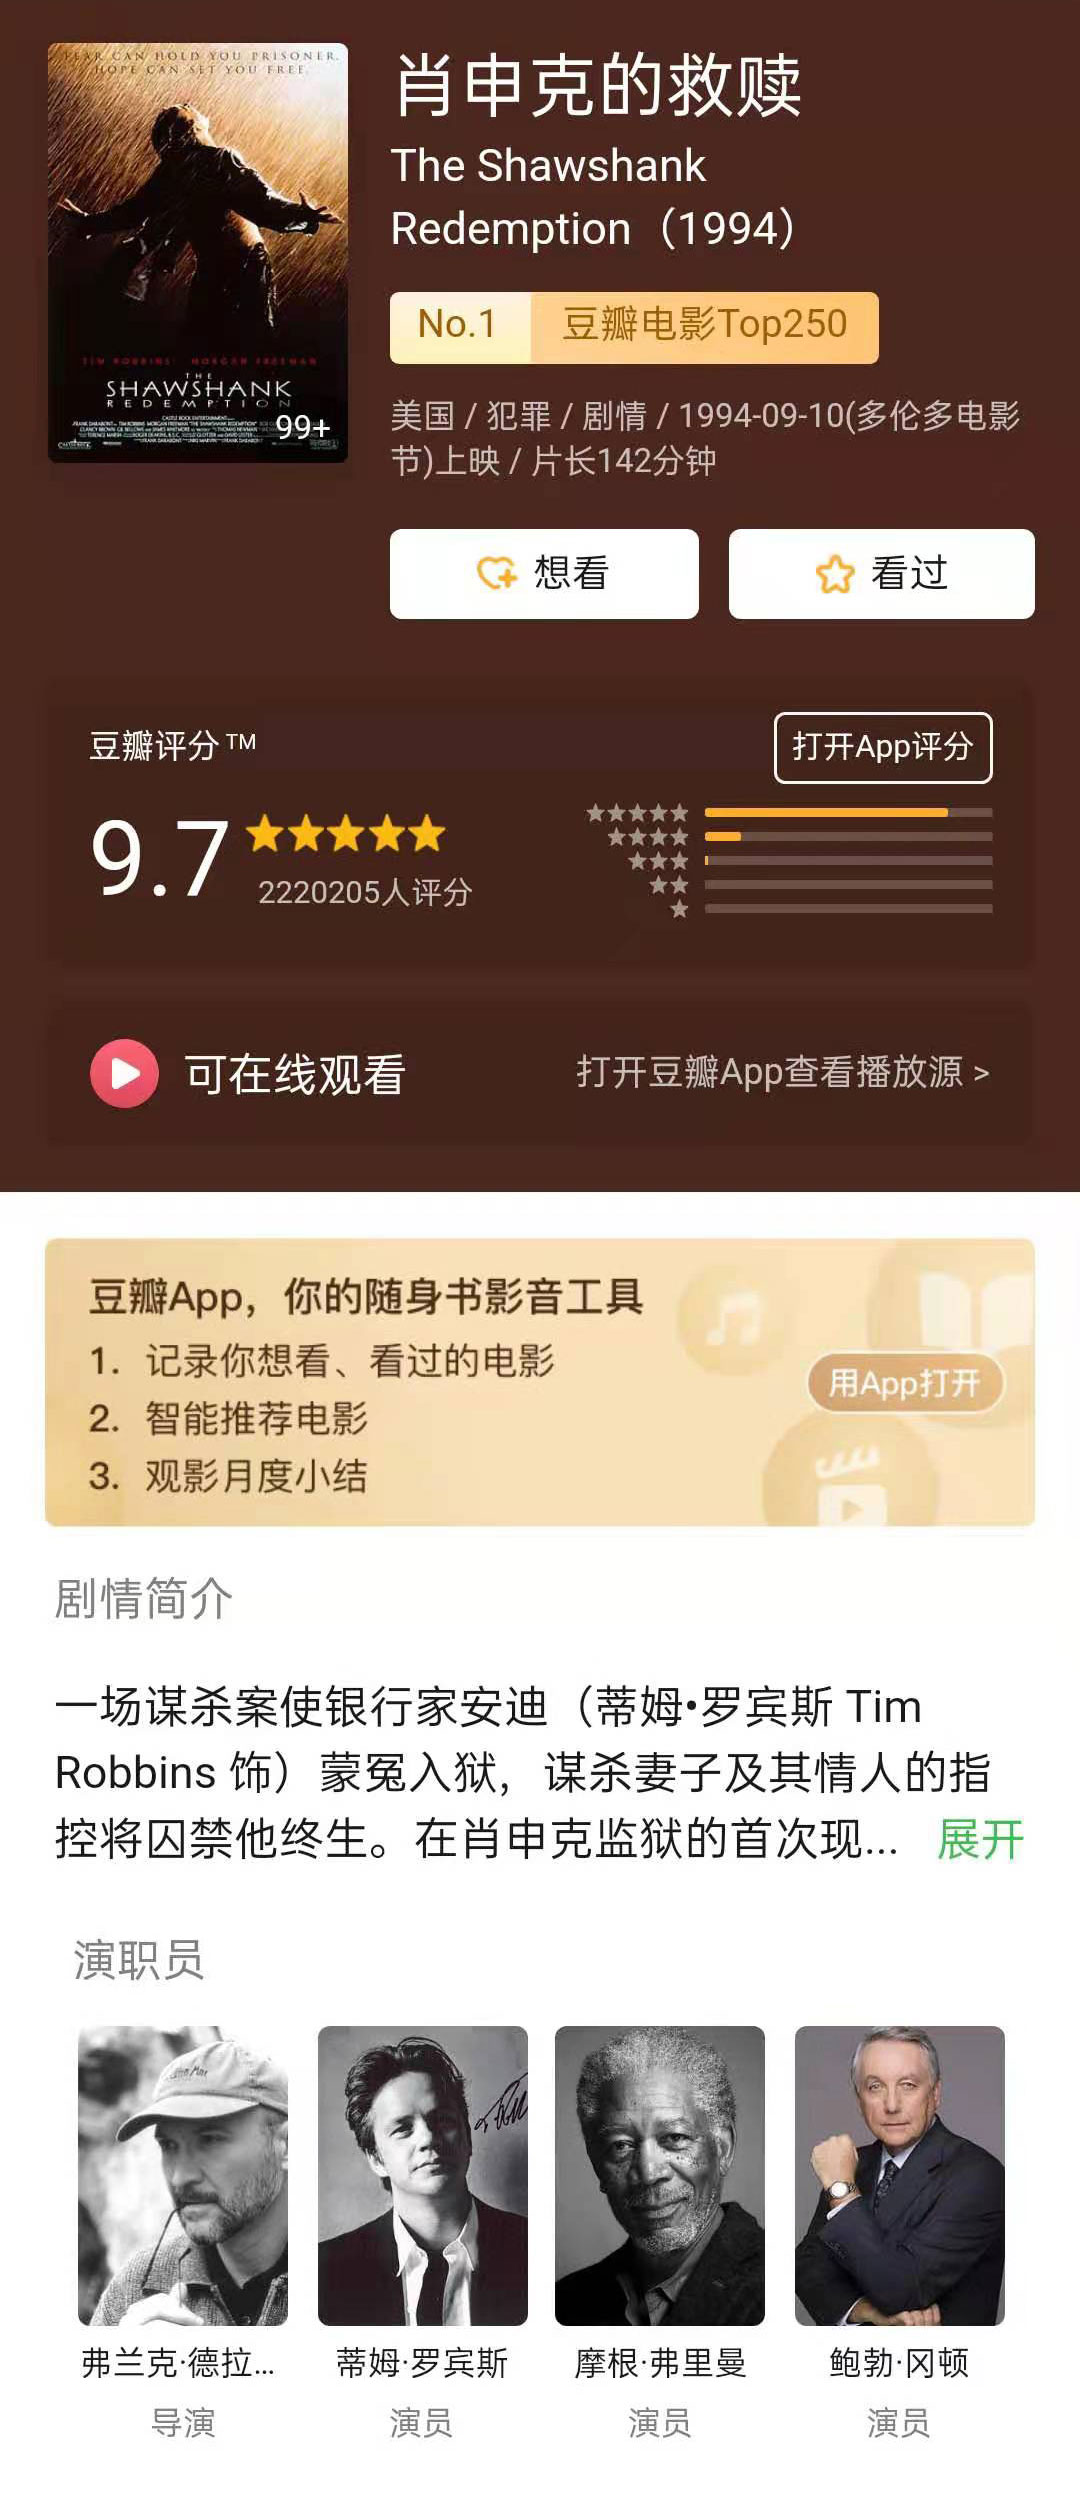 FEAR CAN HOLD YOU PRISONER.
HOPE CAN SET YOU FREE.
TIM ROBBINS MORGAN FREEMAN
THE
SHAWSHANK
REDEMPTION
99+
肖申克的救赎
The Shawshank
Redemption（1994）
No.1 豆瓣电影Top250
美国 / 犯罪 / 剧情 / 1994-09-10(多伦多电影
节)上映 / 片长142分钟
想看 看过
豆瓣评分TM 打开App评分
9.7
2220205人评分
可在线观看 打开豆瓣App查看播放源 >
豆瓣App，你的随身书影音工具
1. 记录你想看、看过的电影
2. 智能推荐电影
3. 观影月度小结
用App打开
剧情简介
一场谋杀案使银行家安迪（蒂姆•罗宾斯 Tim
Robbins 饰）蒙冤入狱，谋杀妻子及其情人的指
控将囚禁他终生。在肖申克监狱的首次现... 展开
演职员
弗兰克·德拉... 蒂姆·罗宾斯 摩根·弗里曼 鲍勃·冈顿
导演 演员 演员 演员